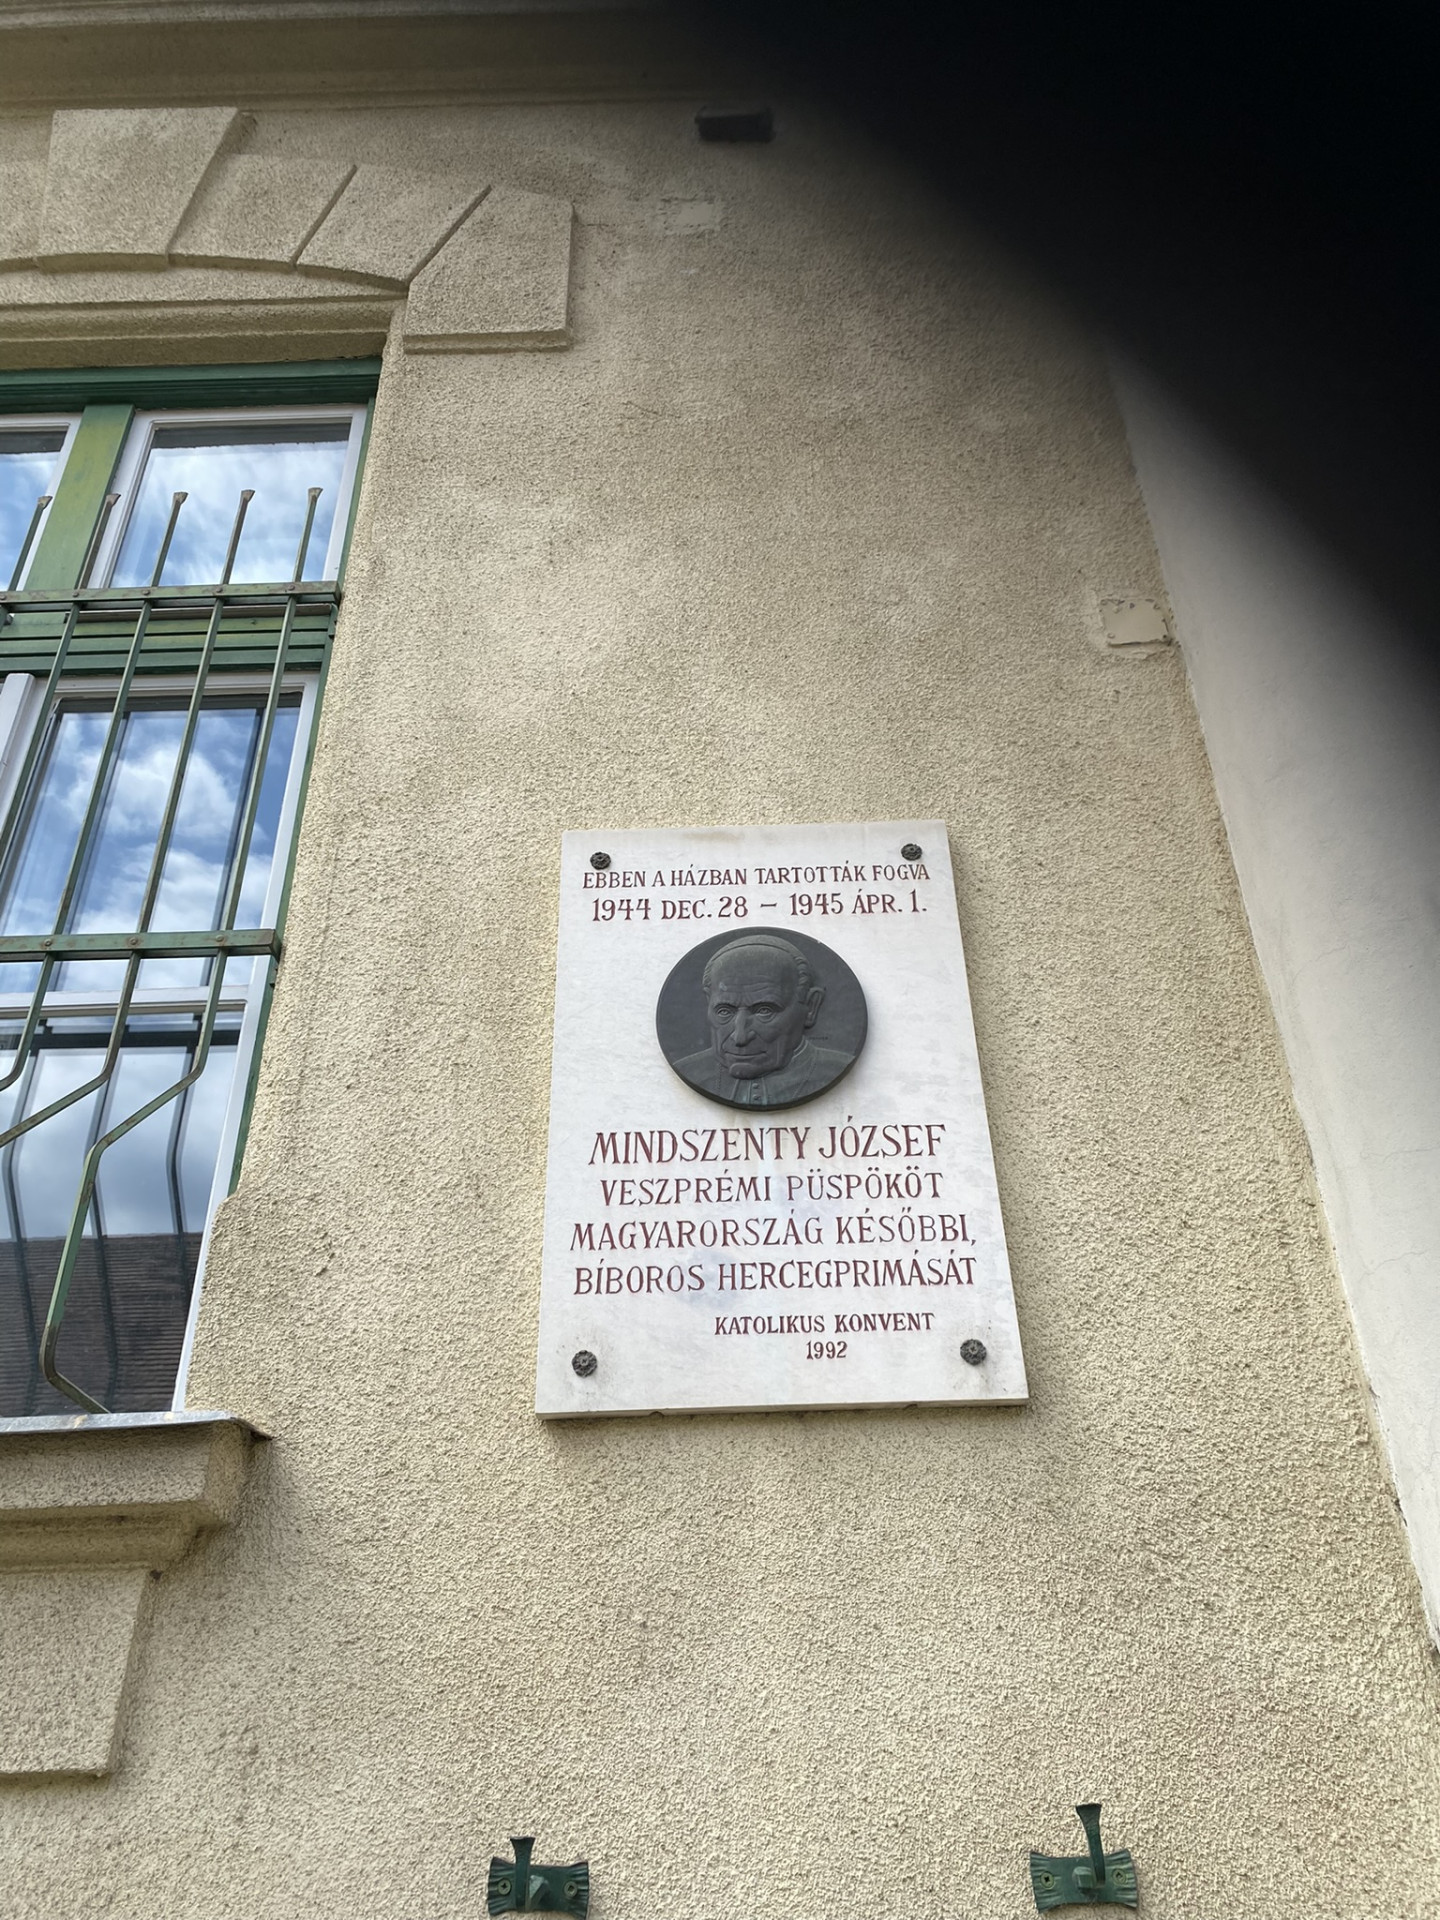 EBBEN A HÁZBAN TARTOTTÁK FOGVA
1944 DEC. 28 – 1945 ÁPR. 1.
MINDSZENTY JÓZSEF
VESZPRÉMI PÜSPÖKÖT
MAGYARORSZÁG KÉSŐBBI,
BÍBOROS HERCEGPRIMÁSÁT
KATOLIKUS KONVENT
1992